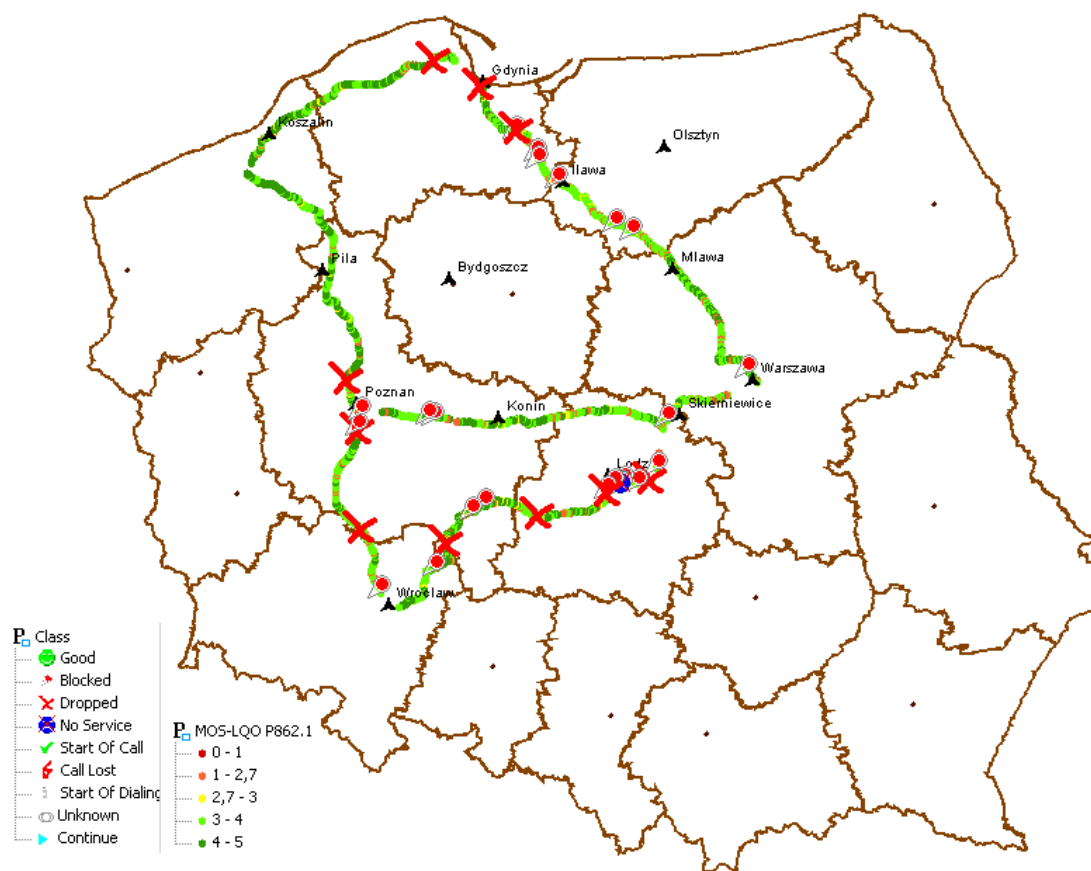 Gdynia
Koszalin
Olsztyn
Ilawa
Pila
Bydgoszcz
Mlawa
Warszawa
Poznan
Konin
Skierniewice
Lodz
Wroclaw
P Class
Good
Blocked
Dropped
No Service
Start Of Call
Call Lost
Start Of Dialing
Unknown
Continue
P MOS-LQO P862.1
0 - 1
1 - 2,7
2,7 - 3
3 - 4
4 - 5